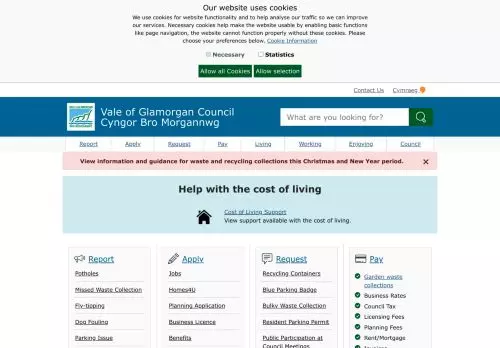 Our website uses cookies
We use cookies for website functionality and to help analyse our traffic so we can improve
our services. Necessary cookies help make the website usable by enabling basic functions
like page navigation, the website cannot function properly without these cookies. Please
choose your preferences below. Cookie Information
Necessary Statistics
Allow all Cookies Allow selection
Contact Us Cymraeg
Vale of Glamorgan Council
Cyngor Bro Morgannwg
What are you looking for?
Report Apply Request Pay Living Working Enjoying Council
View information and guidance for waste and recycling collections this Christmas and New Year period. ×
Help with the cost of living
Cost of Living Support
View support available with the cost of living.
Report
Potholes
Missed Waste Collection
Fly-tipping
Dog Fouling
Parking Issue
Apply
Jobs
Homes4U
Planning Application
Business Licence
Benefits
Request
Recycling Containers
Blue Parking Badge
Bulky Waste Collection
Resident Parking Permit
Public Participation at
Council Meetings
Pay
Garden waste
collections
Business Rates
Council Tax
Licensing Fees
Planning Fees
Rent/Mortgage